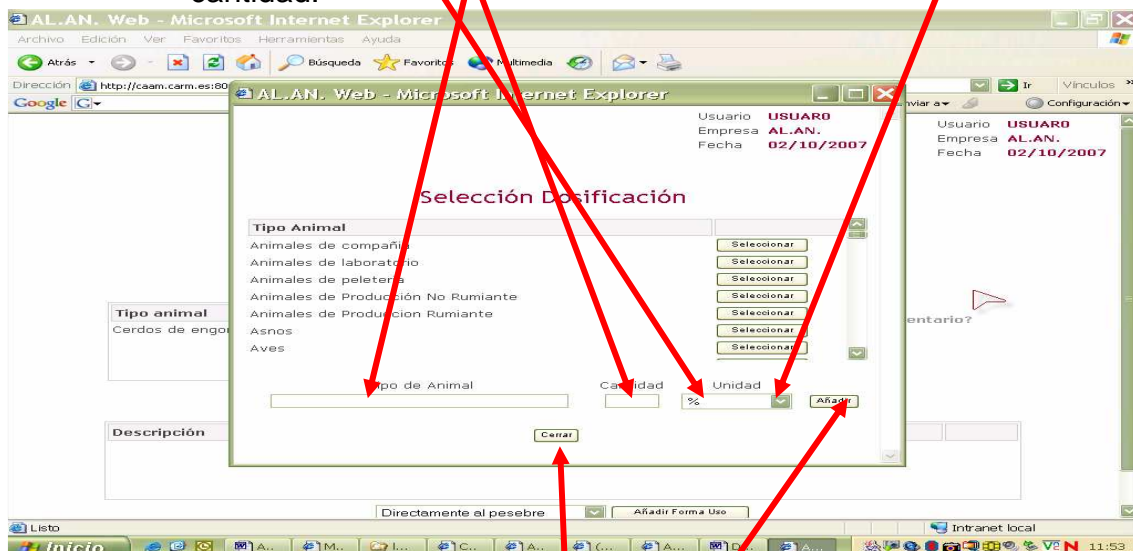 cantidad.
AL.AN. Web - Microsoft Internet Explorer
Archivo Edición Ver Favoritos Herramientas Ayuda
Atrás Búsqueda Favoritos Multimedia
Dirección http://caam.carm.es:80 Ir Vínculos »
Google G Configuración
AL.AN. Web - Microsoft Internet Explorer
Usuario USUAR0
Empresa AL.AN.
Fecha 02/10/2007
Usuario USUAR0
Empresa AL.AN.
Fecha 02/10/2007
Selección Dosificación
Tipo Animal
Animales de compañía Seleccionar
Animales de laboratorio Seleccionar
Animales de peletería Seleccionar
Animales de Producción No Rumiante Seleccionar
Animales de Produccion Rumiante Seleccionar
Asnos Seleccionar
Aves Seleccionar
Tipo animal
Cerdos de engor
entario?
Tipo de Animal Cantidad Unidad
% Añadir
Cerrar
Descripción
Directamente al pesebre Añadir Forma Uso
Listo Intranet local
Inicio A... M... I... C... A... (... A... D... A... 11:53